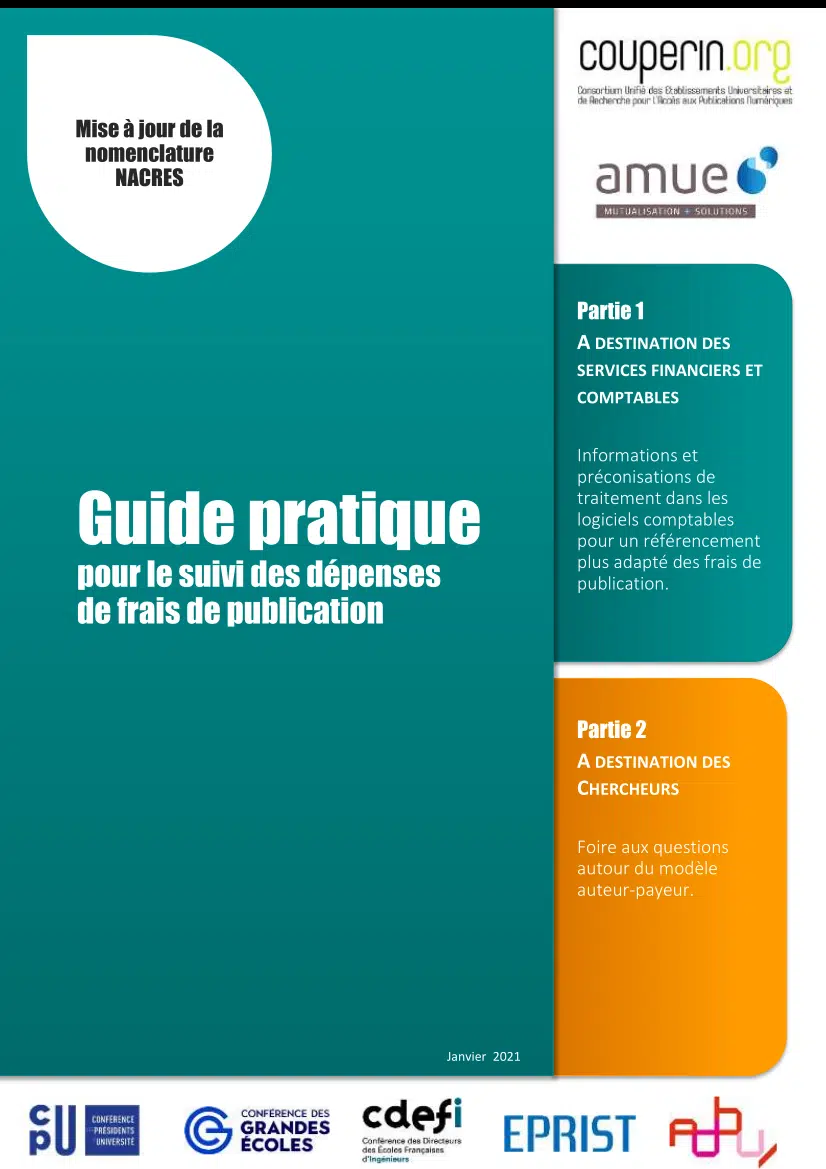 Mise à jour de la
nomenclature
NACRES
couperin.org
Consortium Unifié des Etablissements Universitaires et
de Recherche pour l'Accès aux Publications Numériques
amue
MUTUALISATION + SOLUTIONS
Partie 1
A DESTINATION DES
SERVICES FINANCIERS ET
COMPTABLES
Informations et
préconisations de
traitement dans les
logiciels comptables
pour un référencement
plus adapté des frais de
publication.
Guide pratique
pour le suivi des dépenses
de frais de publication
Partie 2
A DESTINATION DES
CHERCHEURS
Foire aux questions
autour du modèle
auteur-payeur.
Janvier 2021
CPU
CONFÉRENCE
DES PRÉSIDENTS
D'UNIVERSITÉ
CONFÉRENCE DES
GRANDES
ÉCOLES
cdefi
Conférence des Directeurs
des Écoles Françaises
d'Ingénieurs
EPRIST
ADBU